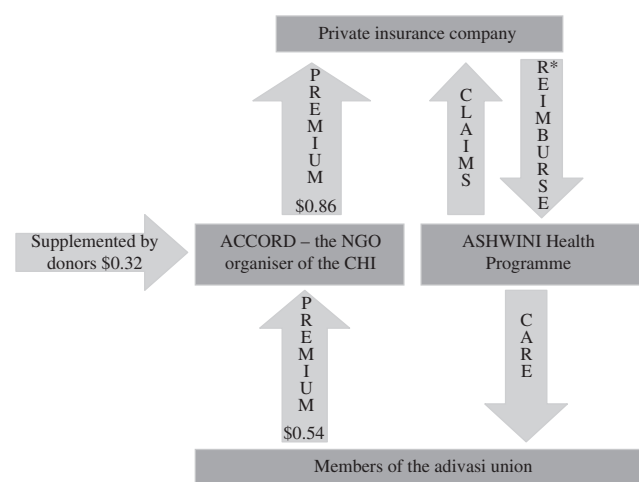 Private insurance company
PREMIUM
$0.86
CLAIMS
R*EIMBURSE
Supplemented by
donors $0.32
ACCORD – the NGO
organiser of the CHI
ASHWINI Health
Programme
PREMIUM
$0.54
CARE
Members of the adivasi union